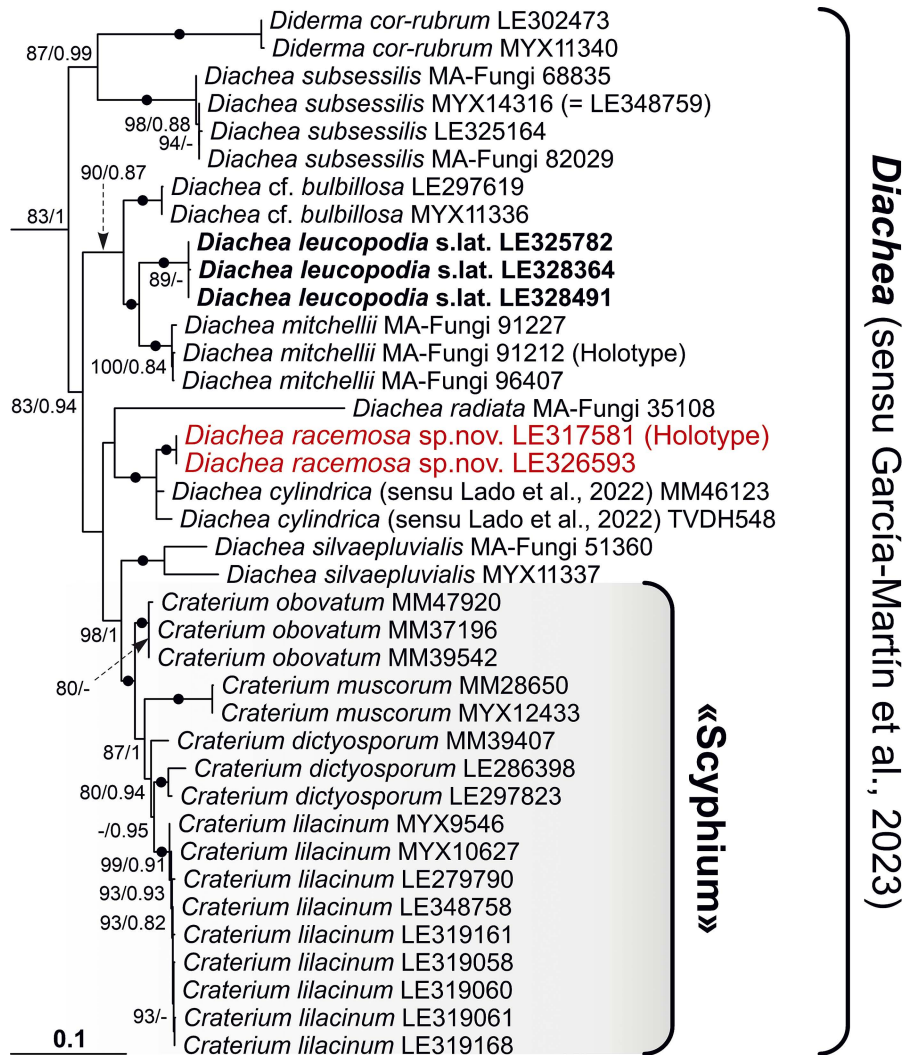 Diderma cor-rubrum LE302473
Diderma cor-rubrum MYX11340
87/0.99
Diachea subsessilis MA-Fungi 68835
Diachea subsessilis MYX14316 (= LE348759)
98/0.88
Diachea subsessilis LE325164
94/-
Diachea subsessilis MA-Fungi 82029
90/0.87
Diachea cf. bulbillosa LE297619
83/1
Diachea cf. bulbillosa MYX11336
Diachea leucopodia s.lat. LE325782
Diachea leucopodia s.lat. LE328364
89/-
Diachea leucopodia s.lat. LE328491
Diachea mitchellii MA-Fungi 91227
Diachea mitchellii MA-Fungi 91212 (Holotype)
100/0.84
Diachea mitchellii MA-Fungi 96407
83/0.94
Diachea radiata MA-Fungi 35108
Diachea racemosa sp.nov. LE317581 (Holotype)
Diachea racemosa sp.nov. LE326593
Diachea cylindrica (sensu Lado et al., 2022) MM46123
Diachea cylindrica (sensu Lado et al., 2022) TVDH548
Diachea silvaepluvialis MA-Fungi 51360
Diachea silvaepluvialis MYX11337
Craterium obovatum MM47920
98/1
Craterium obovatum MM37196
Craterium obovatum MM39542
80/-
Craterium muscorum MM28650
Craterium muscorum MYX12433
87/1
Craterium dictyosporum MM39407
Craterium dictyosporum LE286398
80/0.94
Craterium dictyosporum LE297823
-/0.95
Craterium lilacinum MYX9546
Craterium lilacinum MYX10627
99/0.91
Craterium lilacinum LE279790
93/0.93
Craterium lilacinum LE348758
93/0.82
Craterium lilacinum LE319161
Craterium lilacinum LE319058
Craterium lilacinum LE319060
93/-
Craterium lilacinum LE319061
Craterium lilacinum LE319168
0.1
«Scyphium»
Diachea (sensu García-Martín et al., 2023)